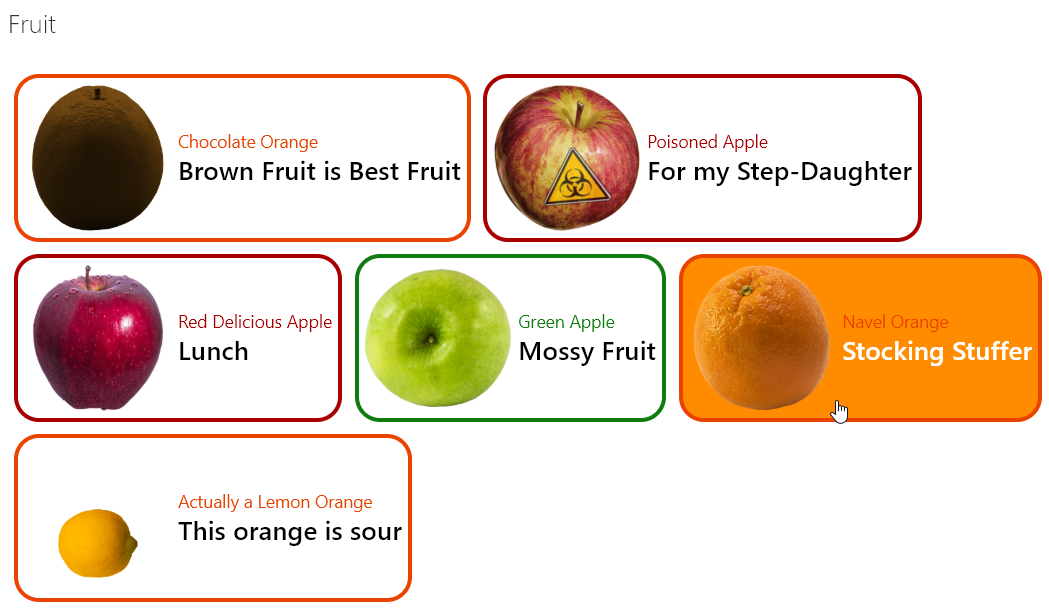 Fruit
Chocolate Orange
Brown Fruit is Best Fruit
Poisoned Apple
For my Step-Daughter
Red Delicious Apple
Lunch
Green Apple
Mossy Fruit
Navel Orange
Stocking Stuffer
Actually a Lemon Orange
This orange is sour